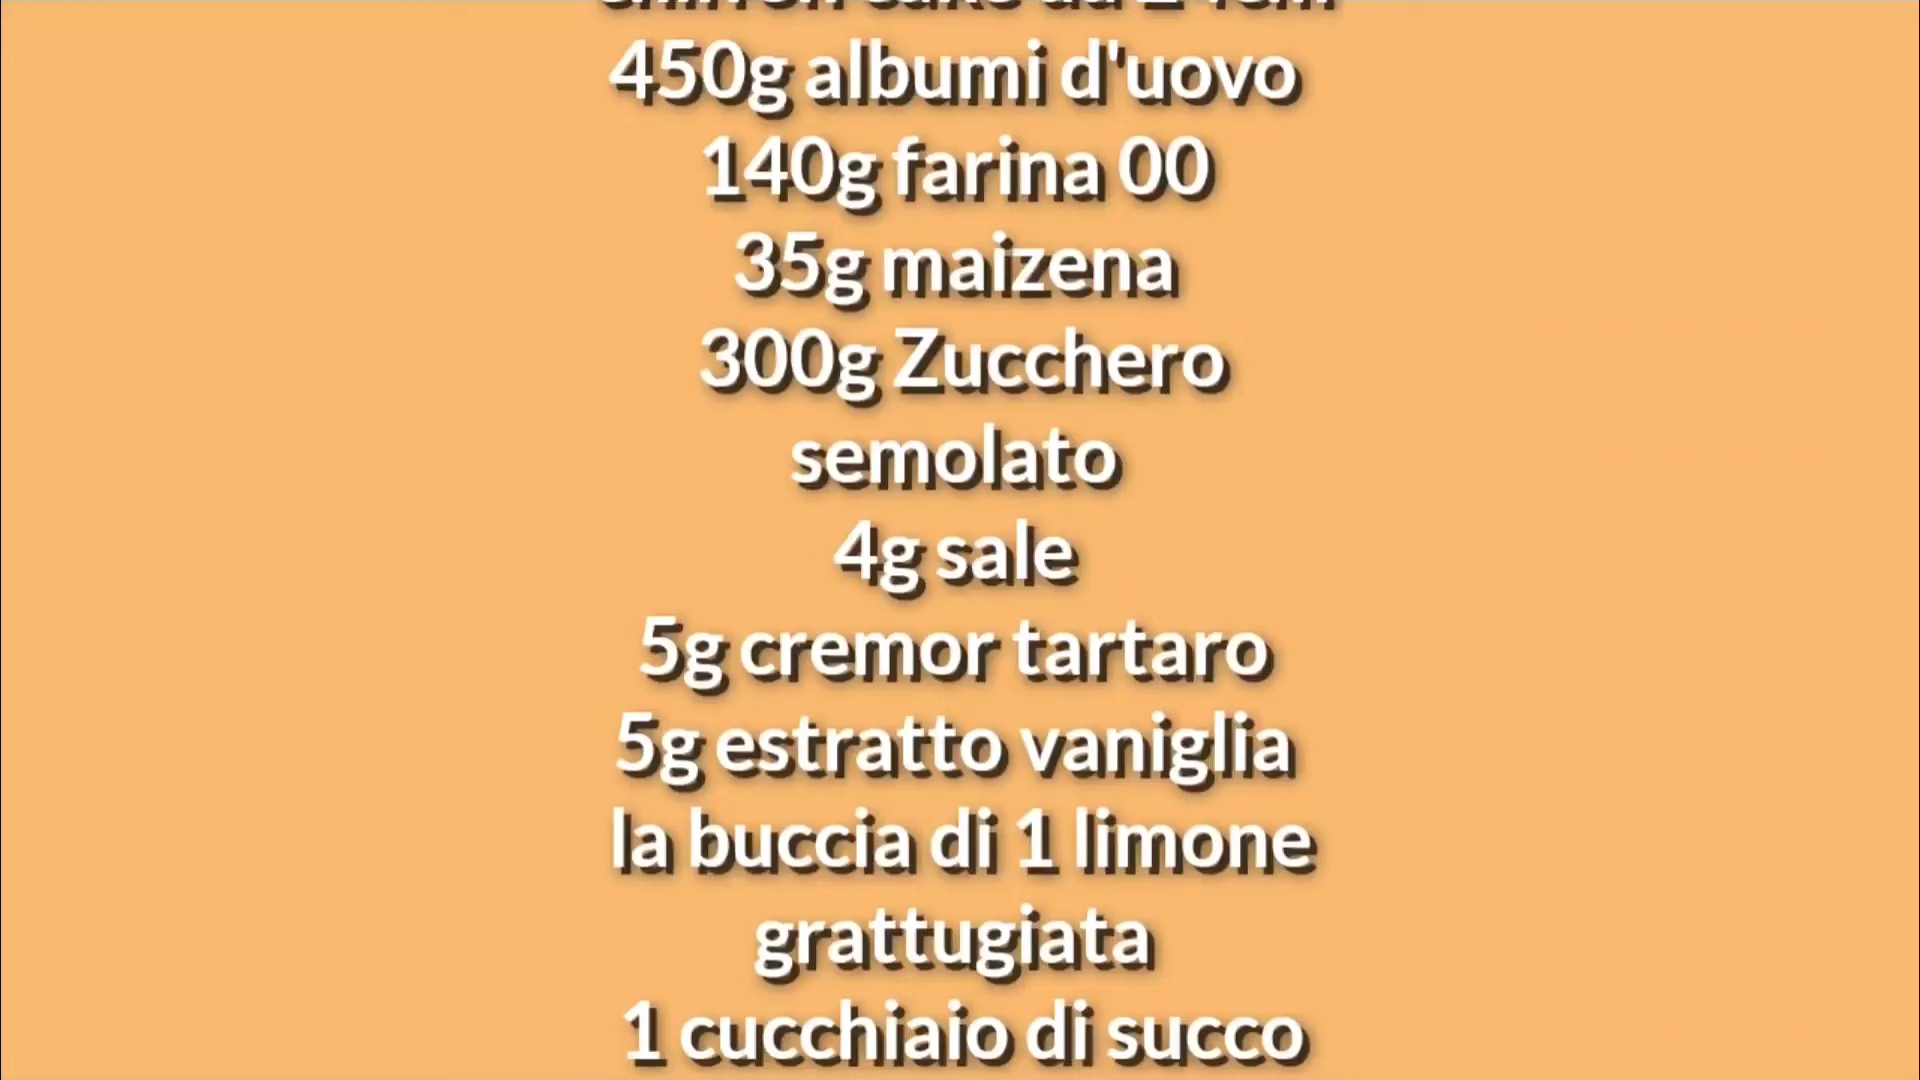 450g albumi d'uovo
140g farina 00
35g maizena
300g Zucchero
semolato
4g sale
5g cremor tartaro
5g estratto vaniglia
la buccia di 1 limone
grattugiata
1 cucchiaio di succo